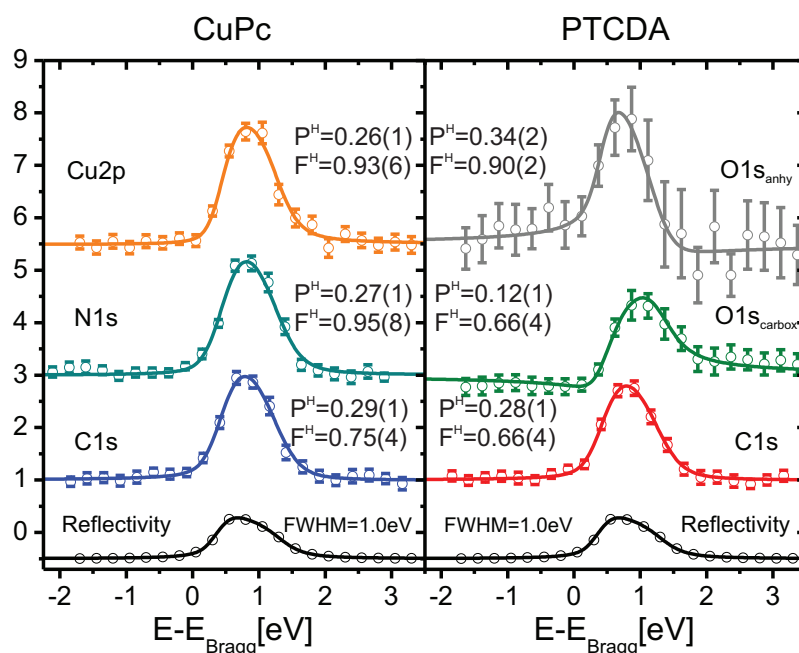 CuPc
PTCDA
9
8
7
6
5
4
3
2
1
0
Cu2p
P^H=0.26(1)
F^H=0.93(6)
N1s
P^H=0.27(1)
F^H=0.95(8)
C1s
P^H=0.29(1)
F^H=0.75(4)
Reflectivity
FWHM=1.0eV
P^H=0.34(2)
F^H=0.90(2)
O1s_anhy
P^H=0.12(1)
F^H=0.66(4)
O1s_carbox.
P^H=0.28(1)
F^H=0.66(4)
C1s
FWHM=1.0eV
Reflectivity
-2 -1 0 1 2 3
-2 -1 0 1 2 3
E-E_Bragg[eV]
E-E_Bragg[eV]